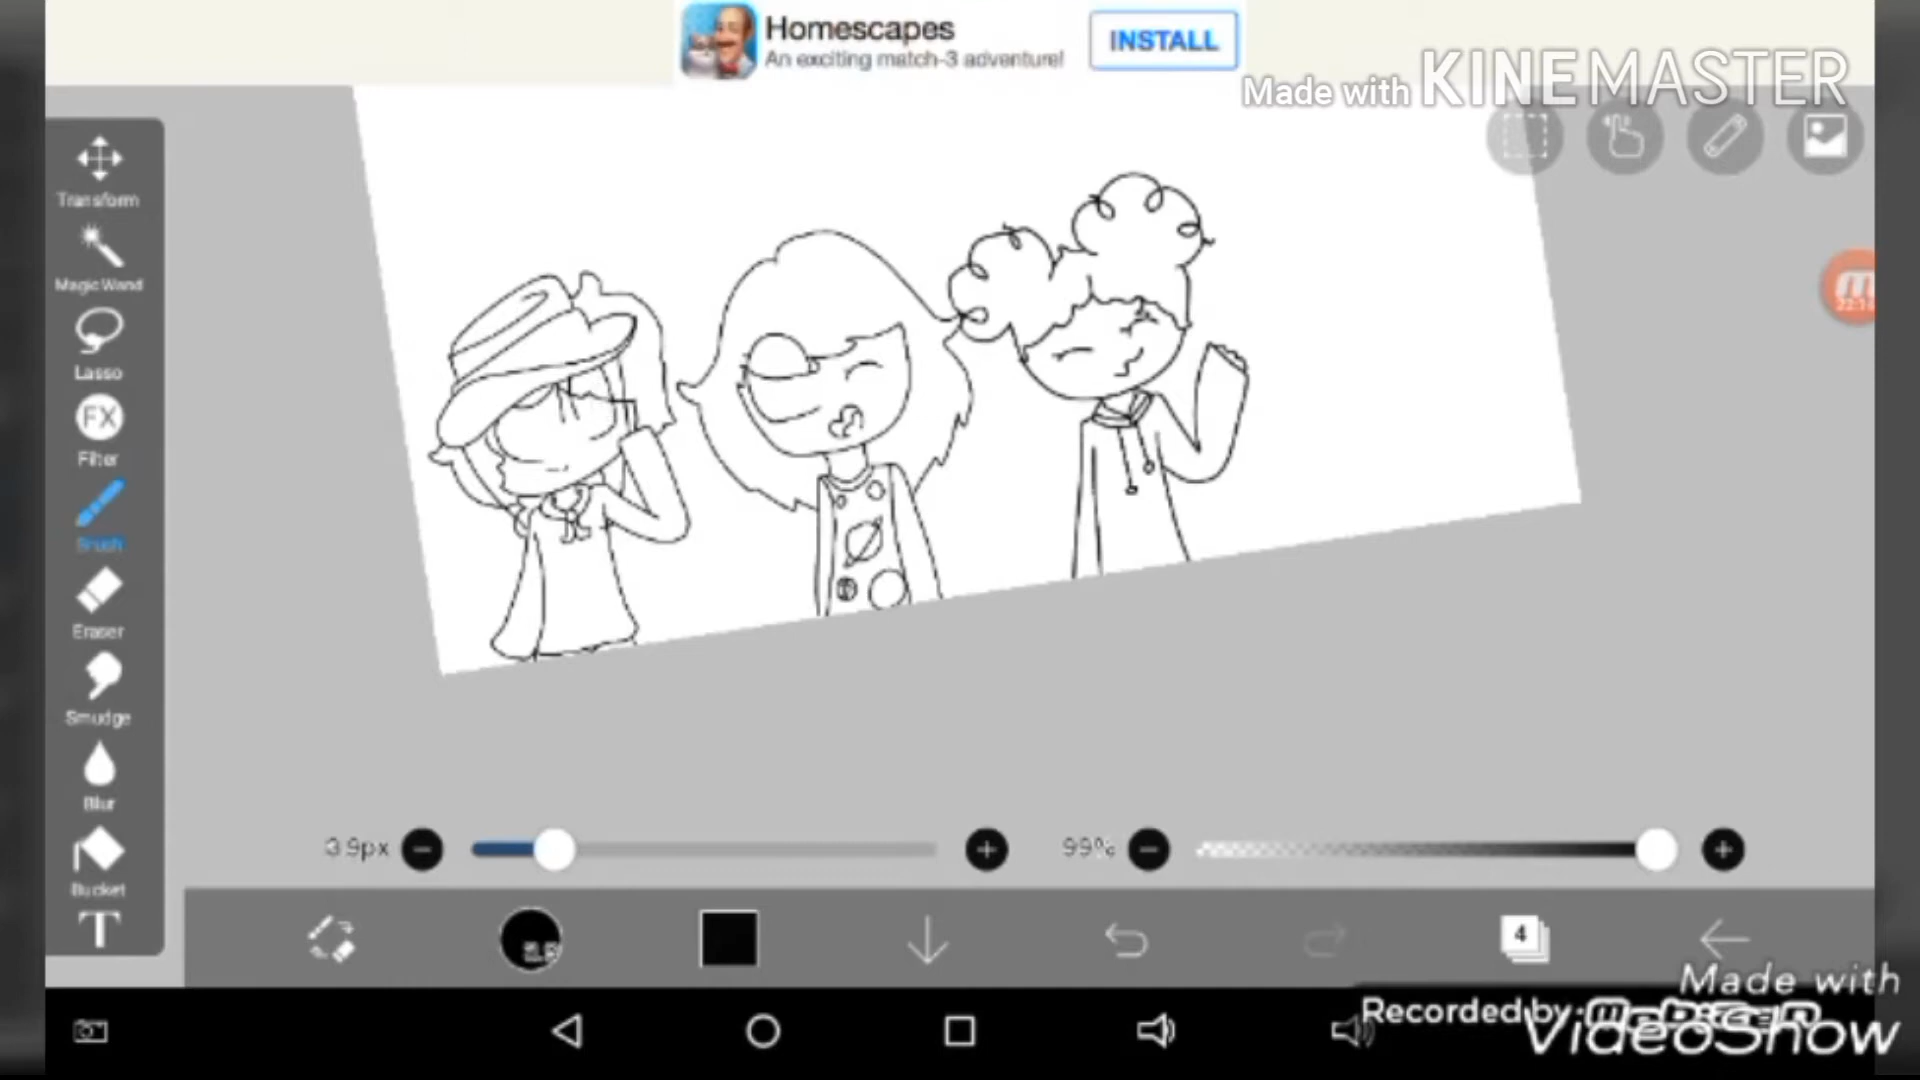 Homescapes
An exciting match-3 adventure!
INSTALL
Made with KINEMASTER
Transform
Magic Wand
Lasso
FX
Filter
Brush
Eraser
Smudge
Blur
Bucket
T
3.9px
99%
4
Made with
Recorded by
VideoShow